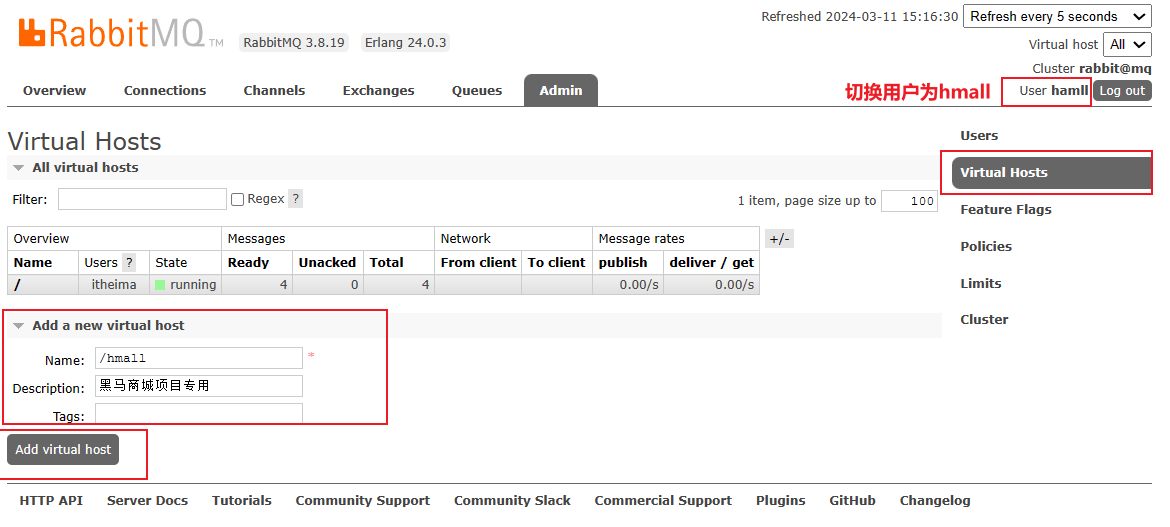 RabbitMQ TM RabbitMQ 3.8.19 Erlang 24.0.3
Refreshed 2024-03-11 15:16:30 Refresh every 5 seconds
Virtual host All
Cluster rabbit@mq
User hamll Log out
切换用户为hmall
Overview Connections Channels Exchanges Queues Admin
Virtual Hosts
All virtual hosts
Filter: Regex ? 1 item, page size up to 100
Overview Messages Network Message rates +/-
Name Users ? State Ready Unacked Total From client To client publish deliver / get
/ itheima running 4 0 4 0.00/s 0.00/s
Add a new virtual host
Name: /hmall *
Description: 黑马商城项目专用
Tags:
Add virtual host
Users
Virtual Hosts
Feature Flags
Policies
Limits
Cluster
HTTP API Server Docs Tutorials Community Support Community Slack Commercial Support Plugins GitHub Changelog